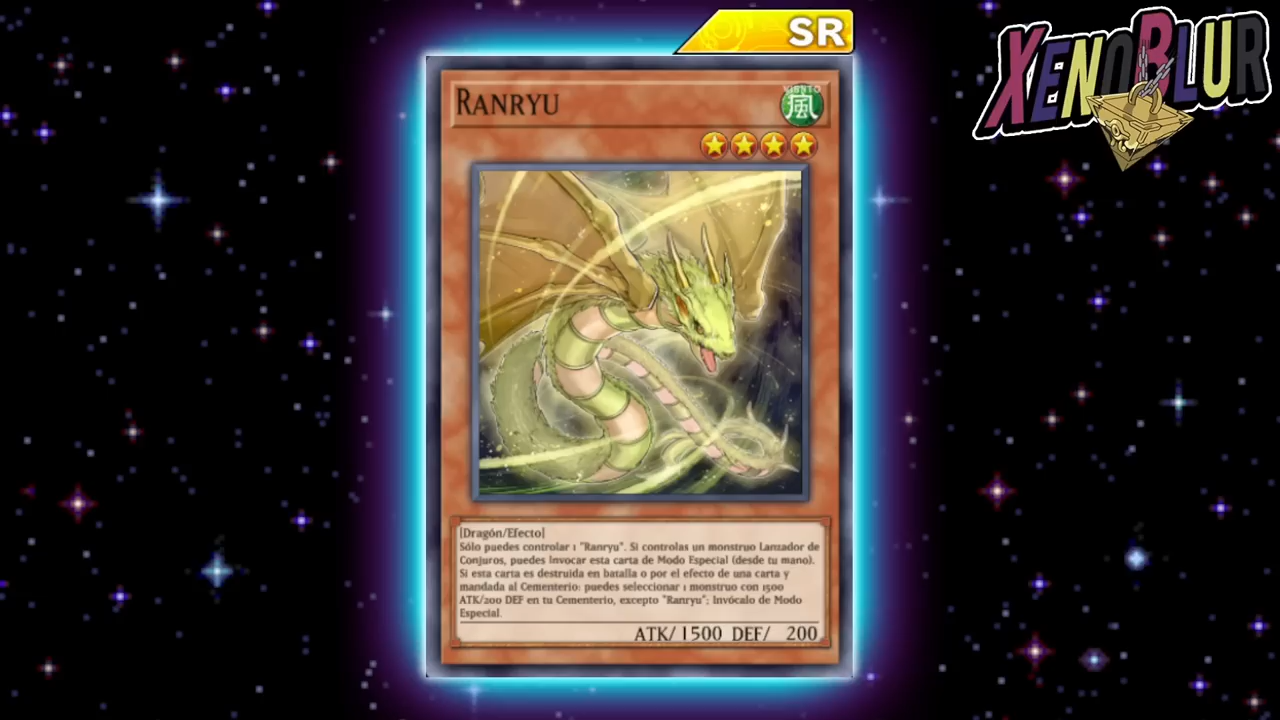 SR
XENOBLUR
RANRYU
VIENTO
風
[Dragón/Efecto]
Sólo puedes controlar 1 "Ranryu". Si controlas un monstruo Lanzador de
Conjuros, puedes Invocar esta carta de Modo Especial (desde tu mano).
Si esta carta es destruida en batalla o por el efecto de una carta y
mandada al Cementerio: puedes seleccionar 1 monstruo con 1500
ATK/200 DEF en tu Cementerio, excepto "Ranryu"; Invócalo de Modo
Especial.
ATK/ 1500 DEF/ 200